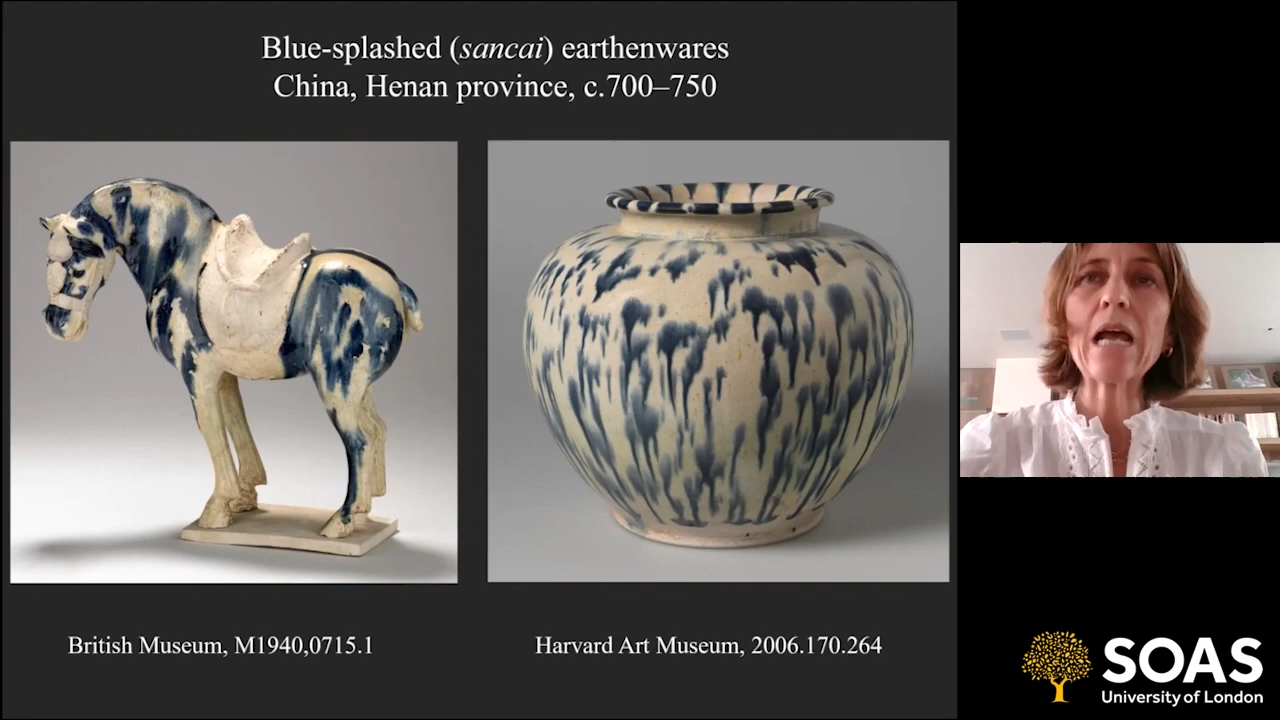 Blue-splashed (sancai) earthenwares
China, Henan province, c.700–750
British Museum, M1940,0715.1
Harvard Art Museum, 2006.170.264
SOAS
University of London